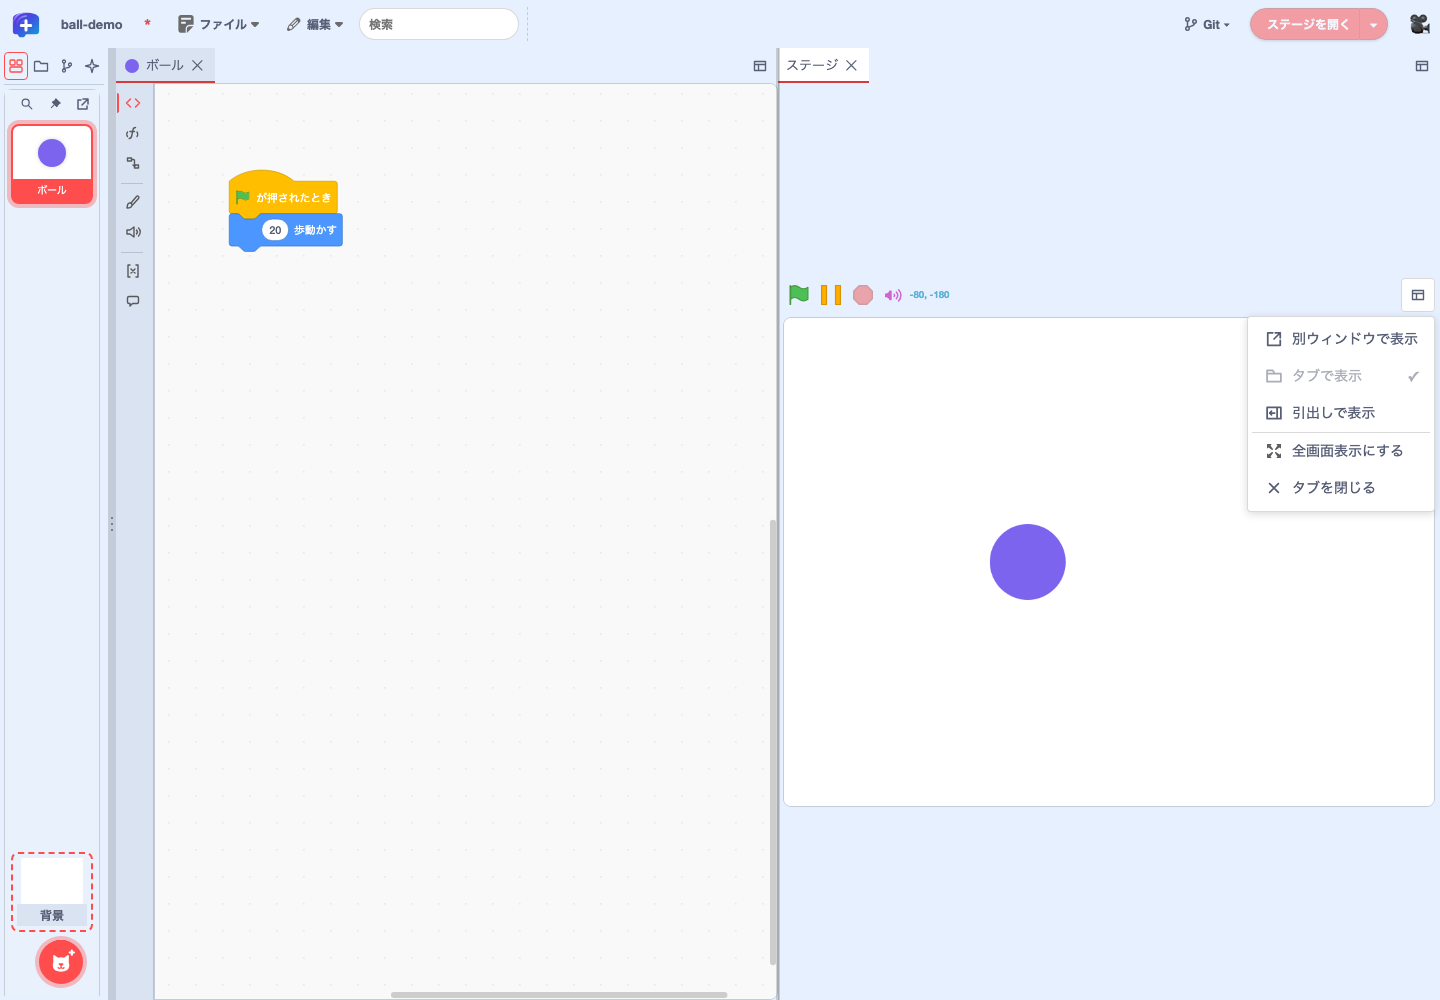 ball-demo *
ファイル
編集
検索
Git
ステージを開く
ボール
ステージ
ボール
が押されたとき
20 歩動かす
-80, -180
別ウィンドウで表示
タブで表示 ✓
引出しで表示
全画面表示にする
タブを閉じる
背景